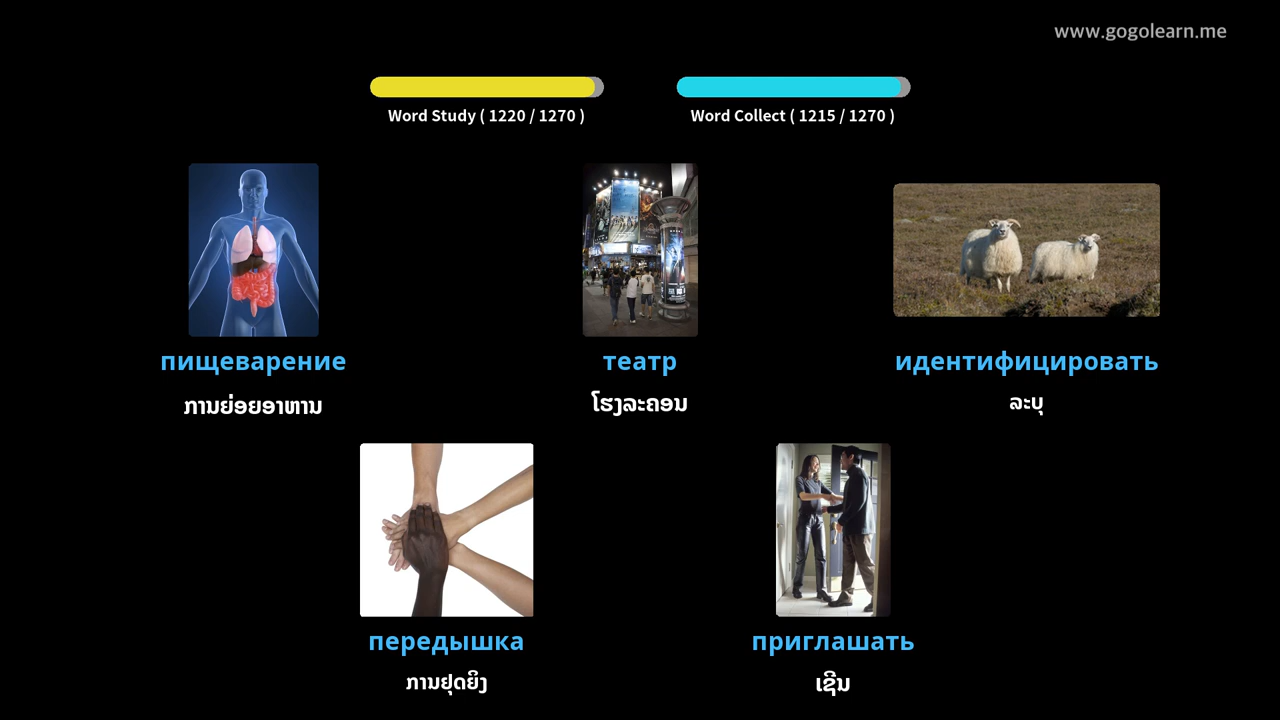 www.gogolearn.me
Word Study ( 1220 / 1270 )
Word Collect ( 1215 / 1270 )
пищеварение
театр
идентифицировать
ການຍ່ອຍອາຫານ
ໂຮງລະຄອນ
ລະບຸ
передышка
приглашать
ການຢຸດຍິງ
ເຊີນ